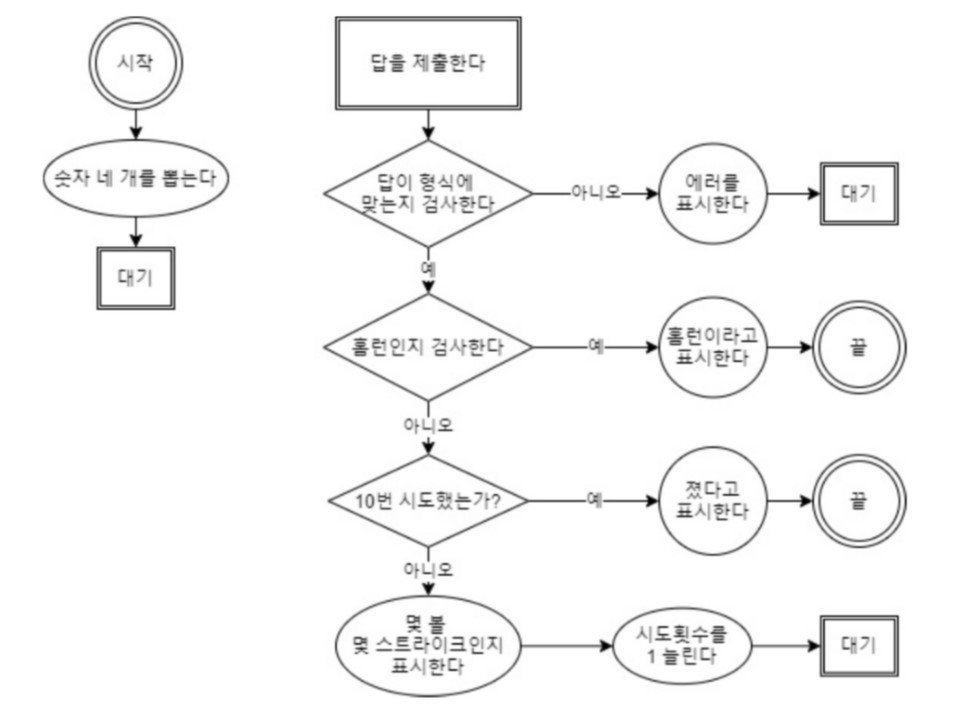 시작
숫자 네 개를 뽑는다
대기
답을 제출한다
답이 형식에
맞는지 검사한다
아니오
에러를
표시한다
대기
예
홈런인지 검사한다
예
홈런이라고
표시한다
끝
아니오
10번 시도했는가?
예
졌다고
표시한다
끝
아니오
몇 볼
몇 스트라이크인지
표시한다
시도횟수를
1 늘린다
대기